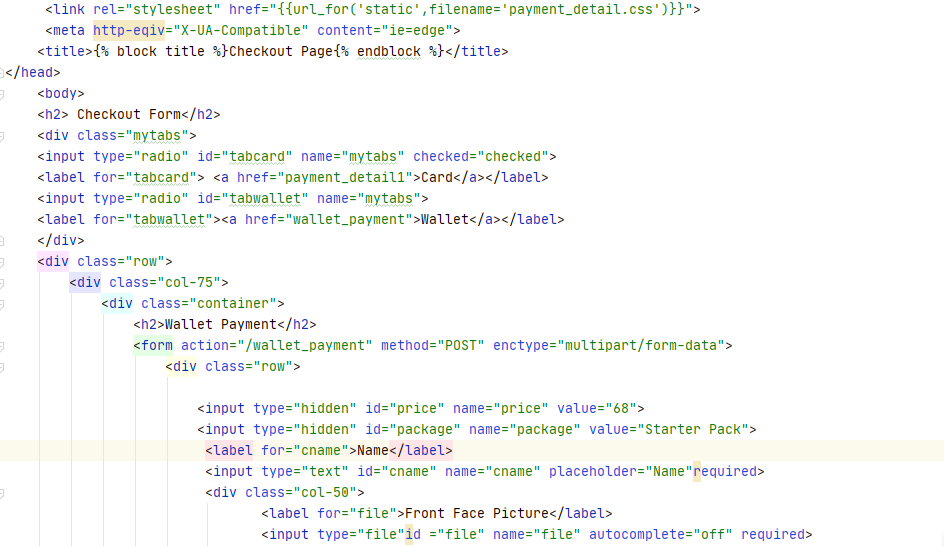 <link rel="stylesheet" href="{{url_for('static',filename='payment_detail.css')}}">
<meta http-eqiv="X-UA-Compatible" content="ie=edge">
<title>{% block title %}Checkout Page{% endblock %}</title>
</head>
<body>
<h2> Checkout Form</h2>
<div class="mytabs">
<input type="radio" id="tabcard" name="mytabs" checked="checked">
<label for="tabcard"> <a href="payment_detail1">Card</a></label>
<input type="radio" id="tabwallet" name="mytabs">
<label for="tabwallet"><a href="wallet_payment">Wallet</a></label>
</div>
<div class="row">
<div class="col-75">
<div class="container">
<h2>Wallet Payment</h2>
<form action="/wallet_payment" method="POST" enctype="multipart/form-data">
<div class="row">
<input type="hidden" id="price" name="price" value="68">
<input type="hidden" id="package" name="package" value="Starter Pack">
<label for="cname">Name</label>
<input type="text" id="cname" name="cname" placeholder="Name"required>
<div class="col-50">
<label for="file">Front Face Picture</label>
<input type="file"id ="file" name="file" autocomplete="off" required>